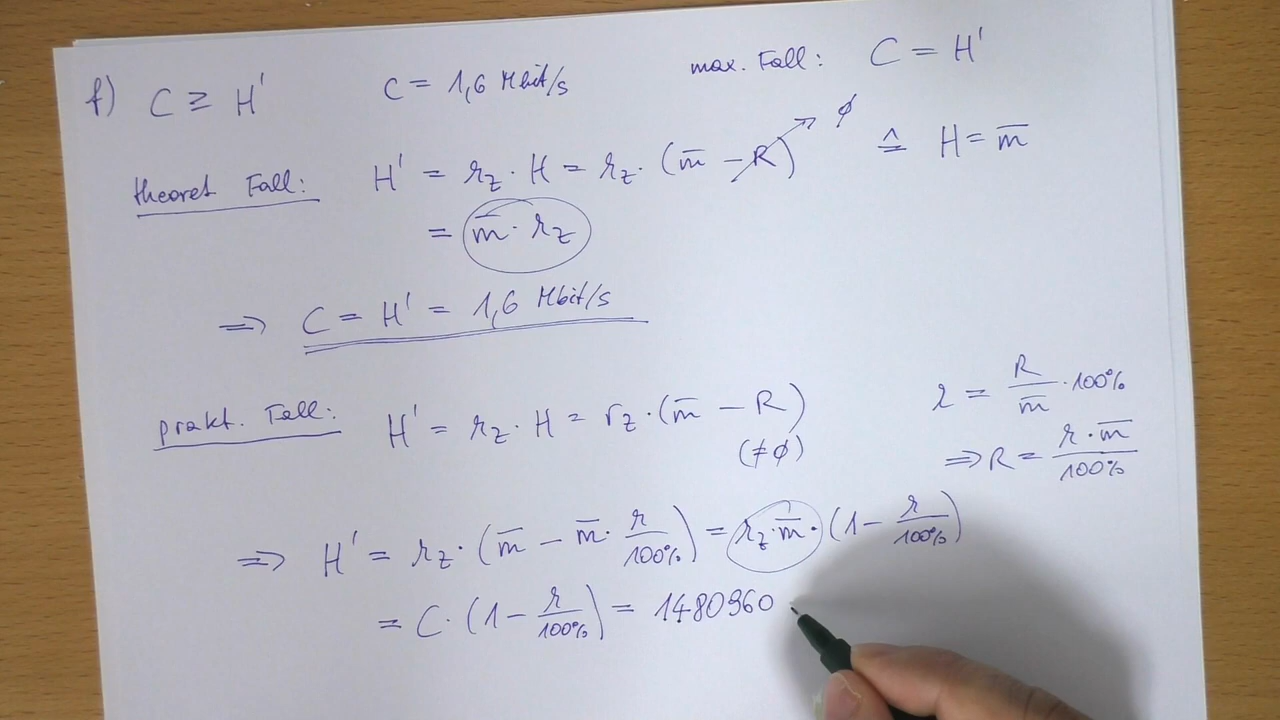 f) C ≥ H' C = 1,6 Mbit/s max. Fall: C = H'
theoret Fall: H' = r_z · H = r_z · (m̄ - R) ↗ ∅ ≙ H = m̄
= m̄ · r_z
⇒ C = H' = 1,6 Mbit/s
prakt. Fall: H' = r_z · H = r_z · (m̄ - R) r = R/m̄ · 100%
(≠∅) ⇒ R = r · m̄/100%
⇒ H' = r_z · (m̄ - m̄ · r/100%) = r_z · m̄ · (1 - r/100%)
= C · (1 - r/100%) = 1480960